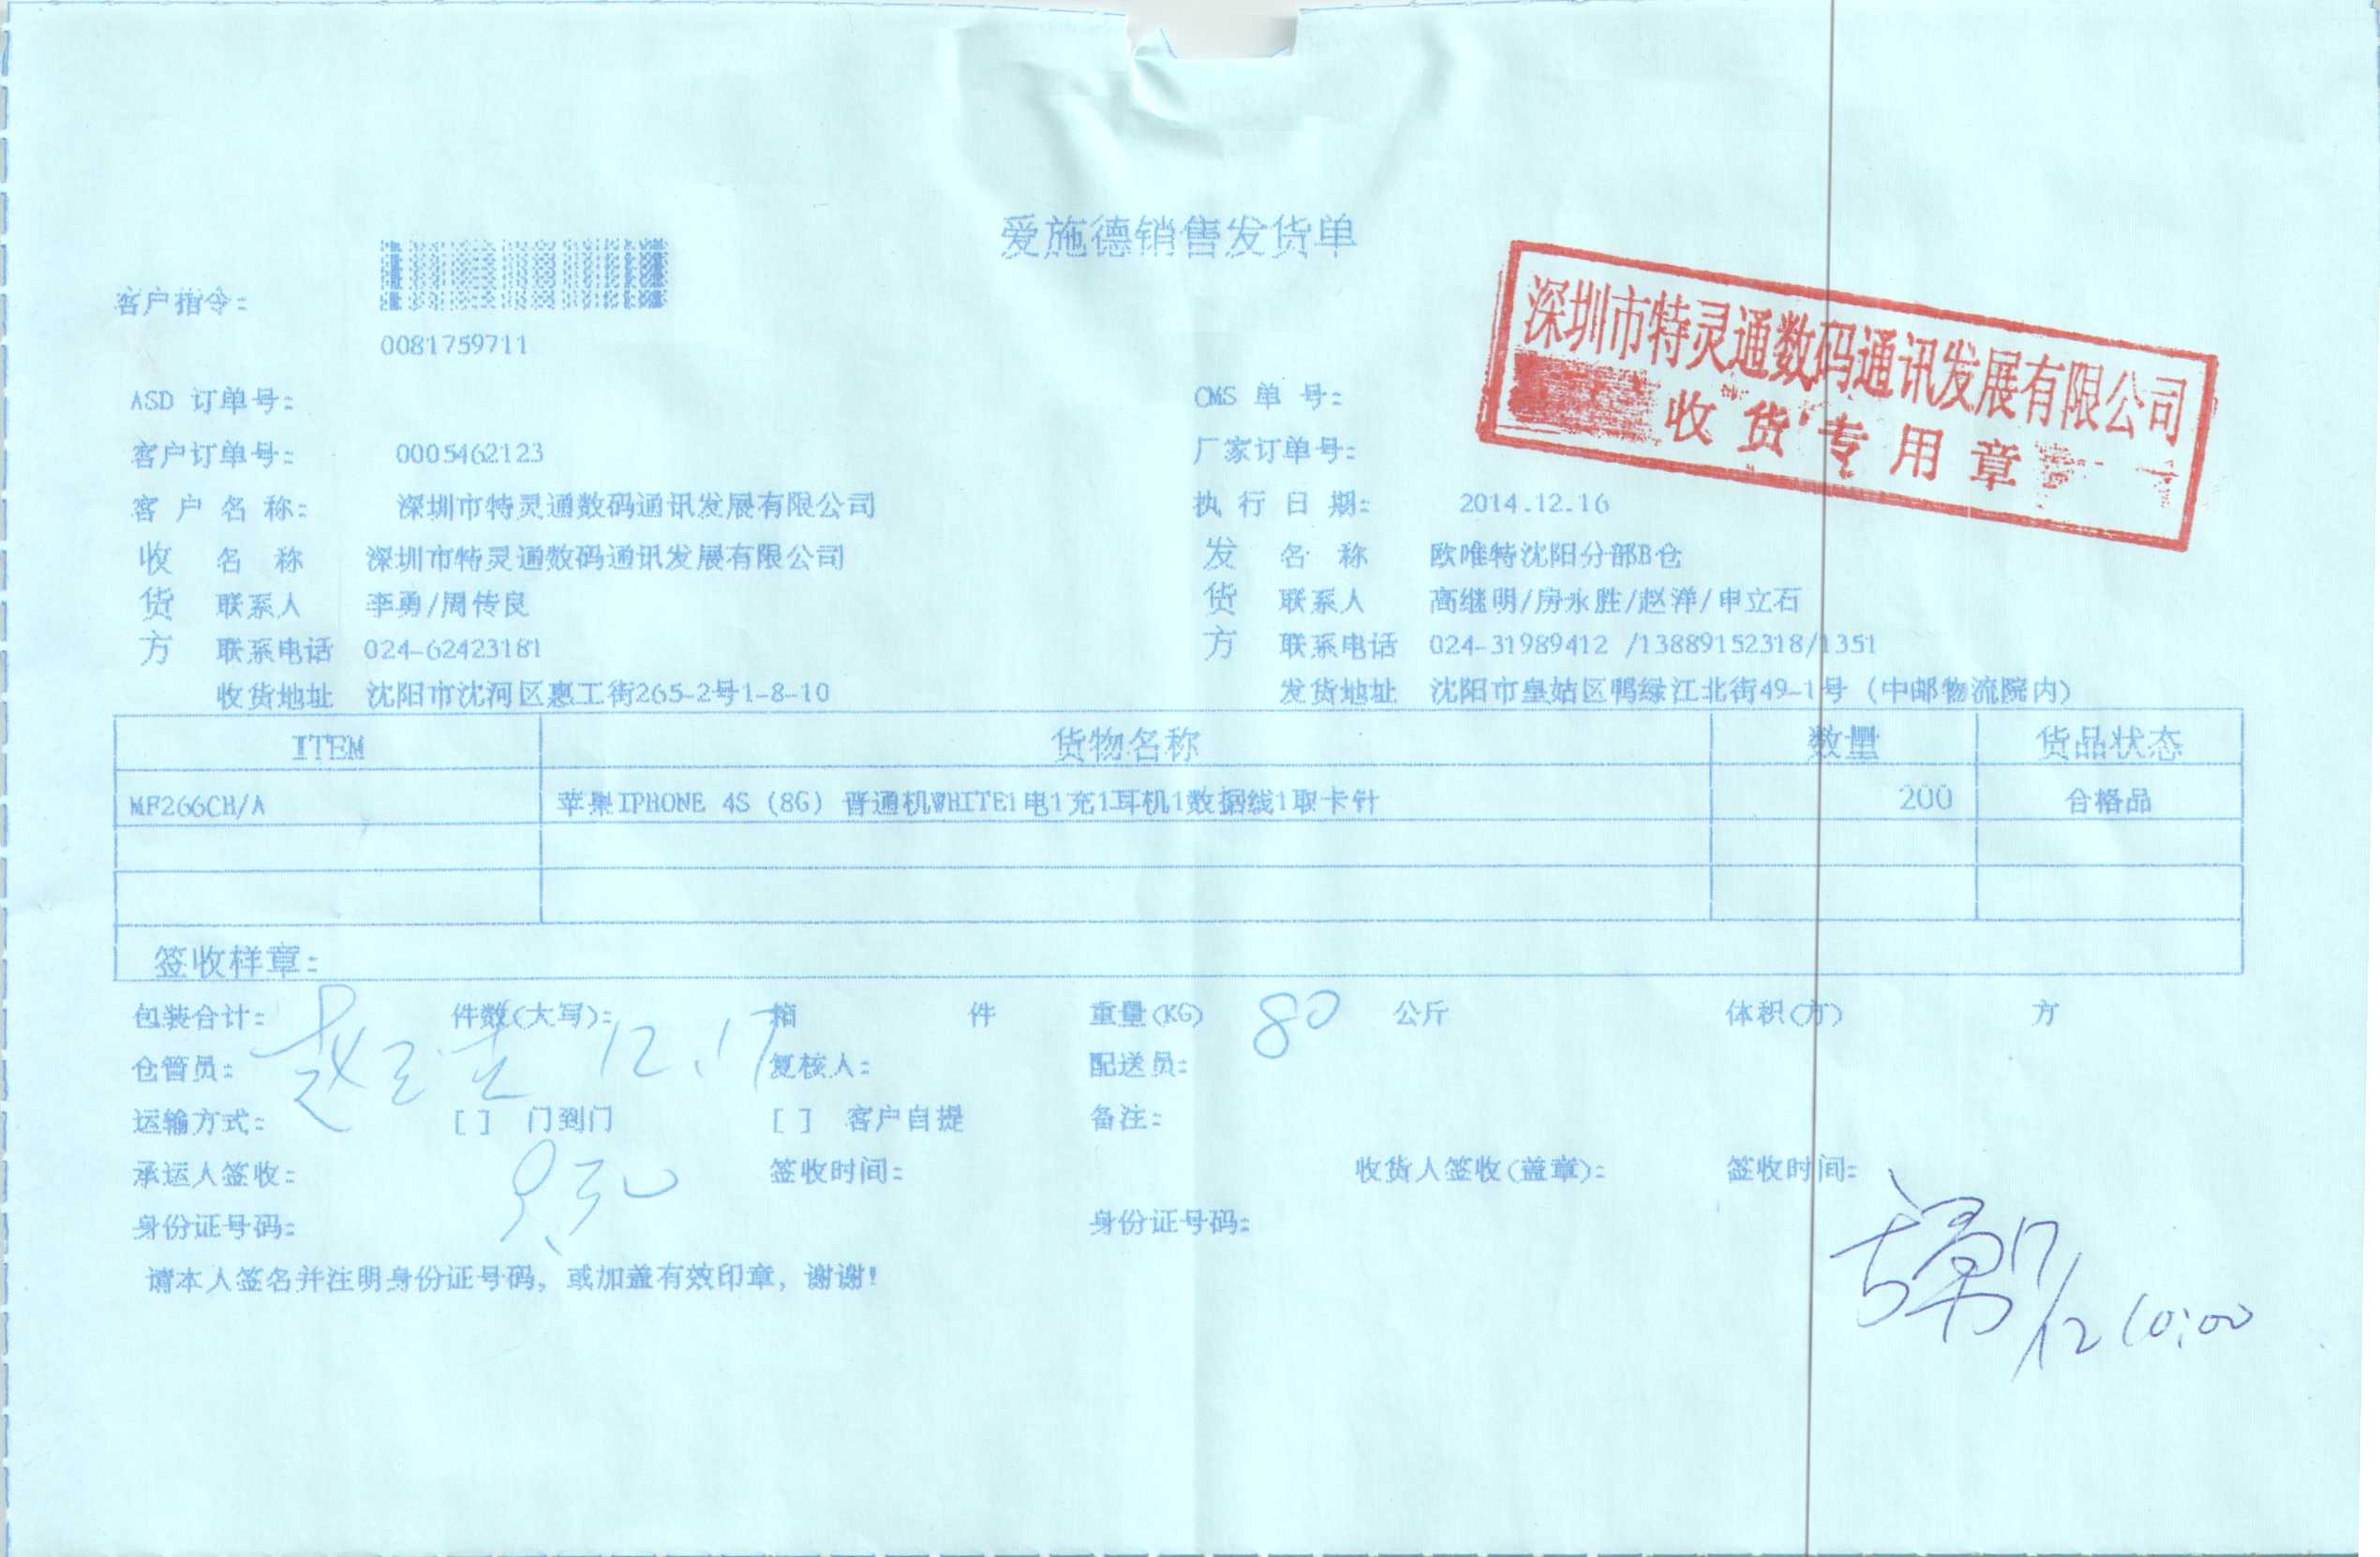 爱施德销售发货单
客户指令:
0081759711
深圳市特灵通数码通讯发展有限公司
收货专用章
ASD 订单号: CMS 单 号:
客户订单号: 0005462123 厂家订单号:
客 户 名 称: 深圳市特灵通数码通讯发展有限公司 执 行 日 期: 2014.12.16
收 名 称 深圳市特灵通数码通讯发展有限公司 发 名 称 欧唯特沈阳分部B仓
货 联系人 李勇/周传良 货 联系人 高继明/房永胜/赵洋/申立石
方 联系电话 024-62423181 方 联系电话 024-31989412 /13889152318/1351
收货地址 沈阳市沈河区惠工街265-2号1-8-10 发货地址 沈阳市皇姑区鸭绿江北街49-1号 (中邮物流院内)
ITEM 货物名称 数量 货品状态
MF266CH/A 苹果IPHONE 4S (8G) 普通机WHITE1电1充1耳机1数据线1取卡针 200 合格品
签收样章:
包装合计: 件数(大写): 箱 件 重量(KG) 80 公斤 体积(方) 方
仓管员: 12.17 复核人: 配送员:
运输方式: [ ] 门到门 [ ] 客户自提 备注:
承运人签收: 签收时间: 收货人签收(盖章): 签收时间:
身份证号码: 身份证号码:
17/12 10:00
请本人签名并注明身份证号码, 或加盖有效印章, 谢谢!